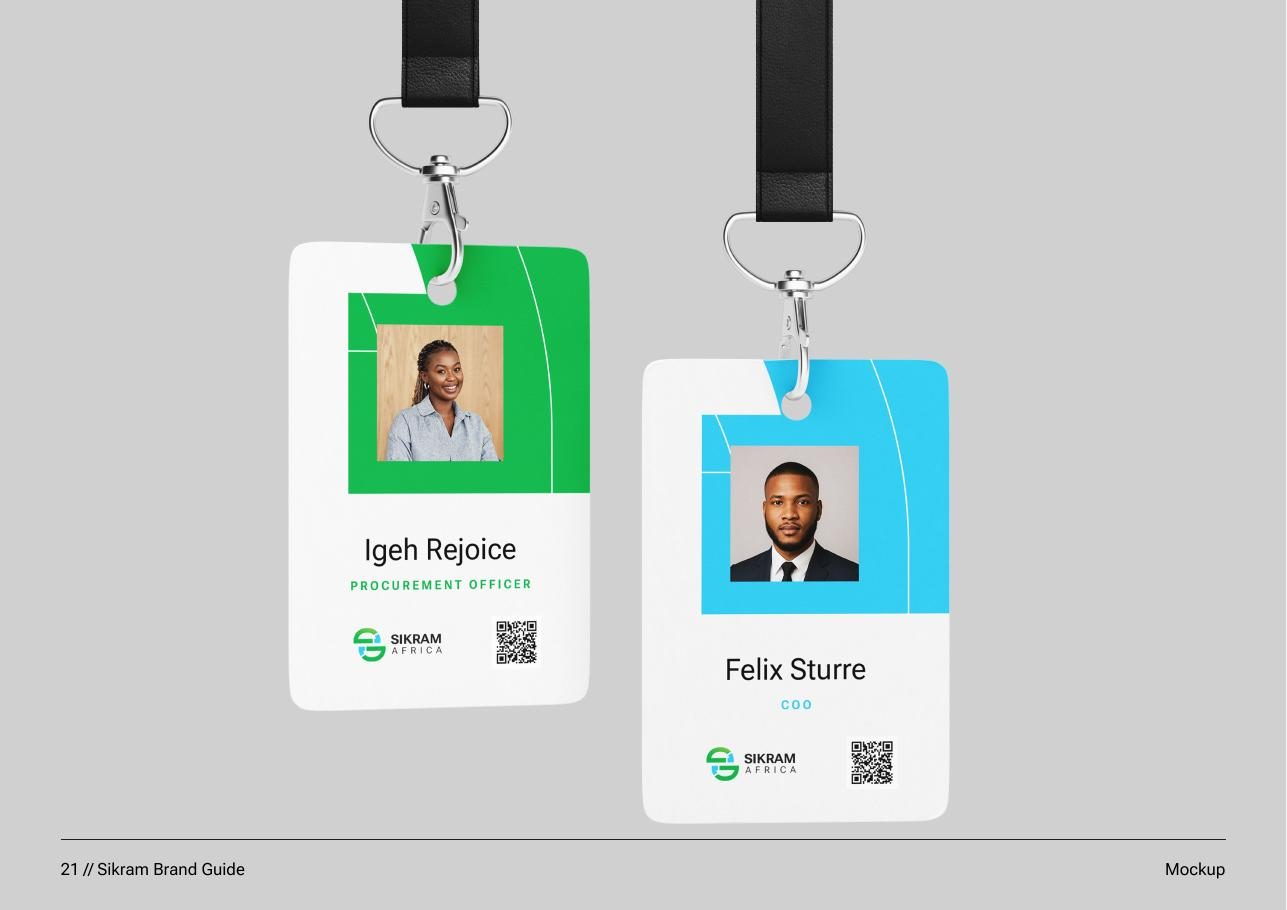 Igeh Rejoice
PROCUREMENT OFFICER
SIKRAM
AFRICA
Felix Sturre
COO
SIKRAM
AFRICA
21 // Sikram Brand Guide
Mockup